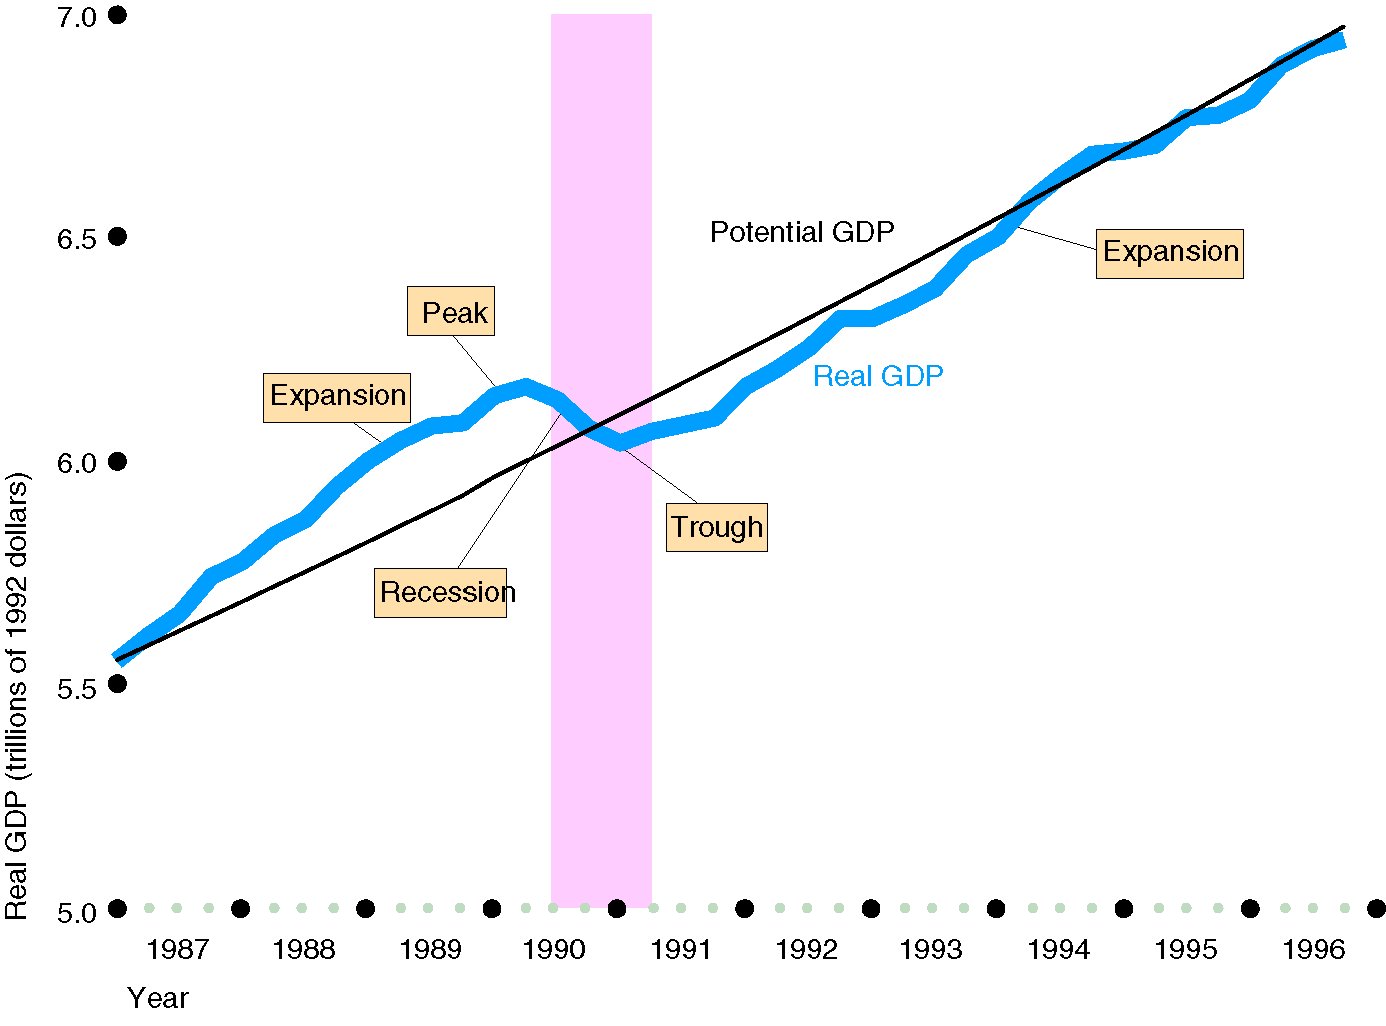 7.0
6.5
6.0
5.5
5.0
Real GDP (trillions of 1992 dollars)
Potential GDP
Expansion
Peak
Real GDP
Expansion
Trough
Recession
1987 1988 1989 1990 1991 1992 1993 1994 1995 1996
Year